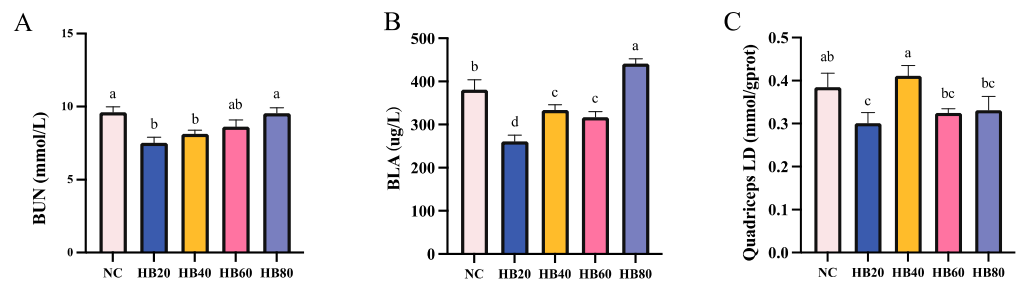 A
BUN (mmol/L)
15
10
5
0
a
b
b
ab
a
NC HB20 HB40 HB60 HB80
B
BLA (ug/L)
500
400
300
200
100
0
b
d
c
c
a
NC HB20 HB40 HB60 HB80
C
Quadriceps LD (mmol/gprot)
0.5
0.4
0.3
0.2
0.1
0.0
ab
c
a
bc
bc
NC HB20 HB40 HB60 HB80